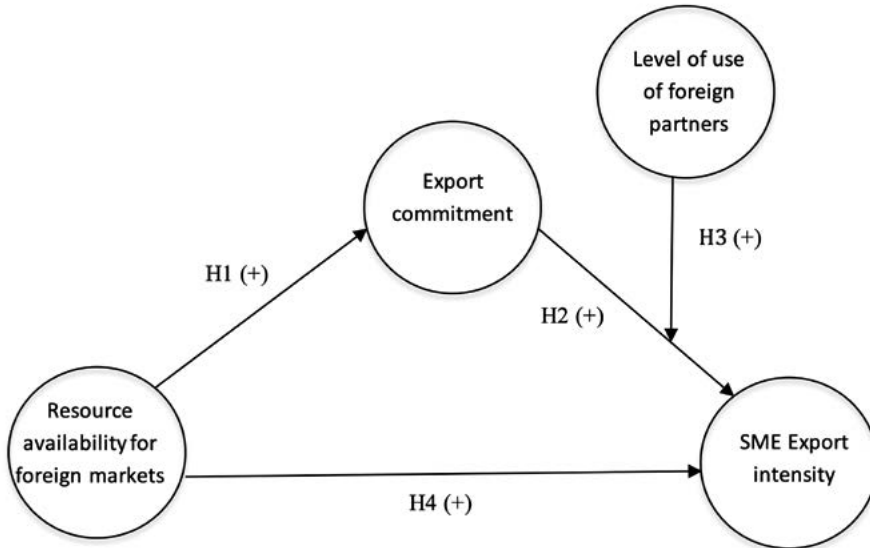 Level of use
of foreign
partners
Export
commitment
H3 (+)
H1 (+)
H2 (+)
Resource
availability for
foreign markets
SME Export
intensity
H4 (+)